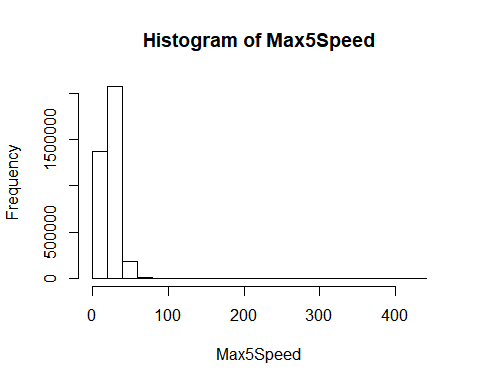 Histogram of Max5Speed
Frequency
1500000
500000
0
0 100 200 300 400
Max5Speed